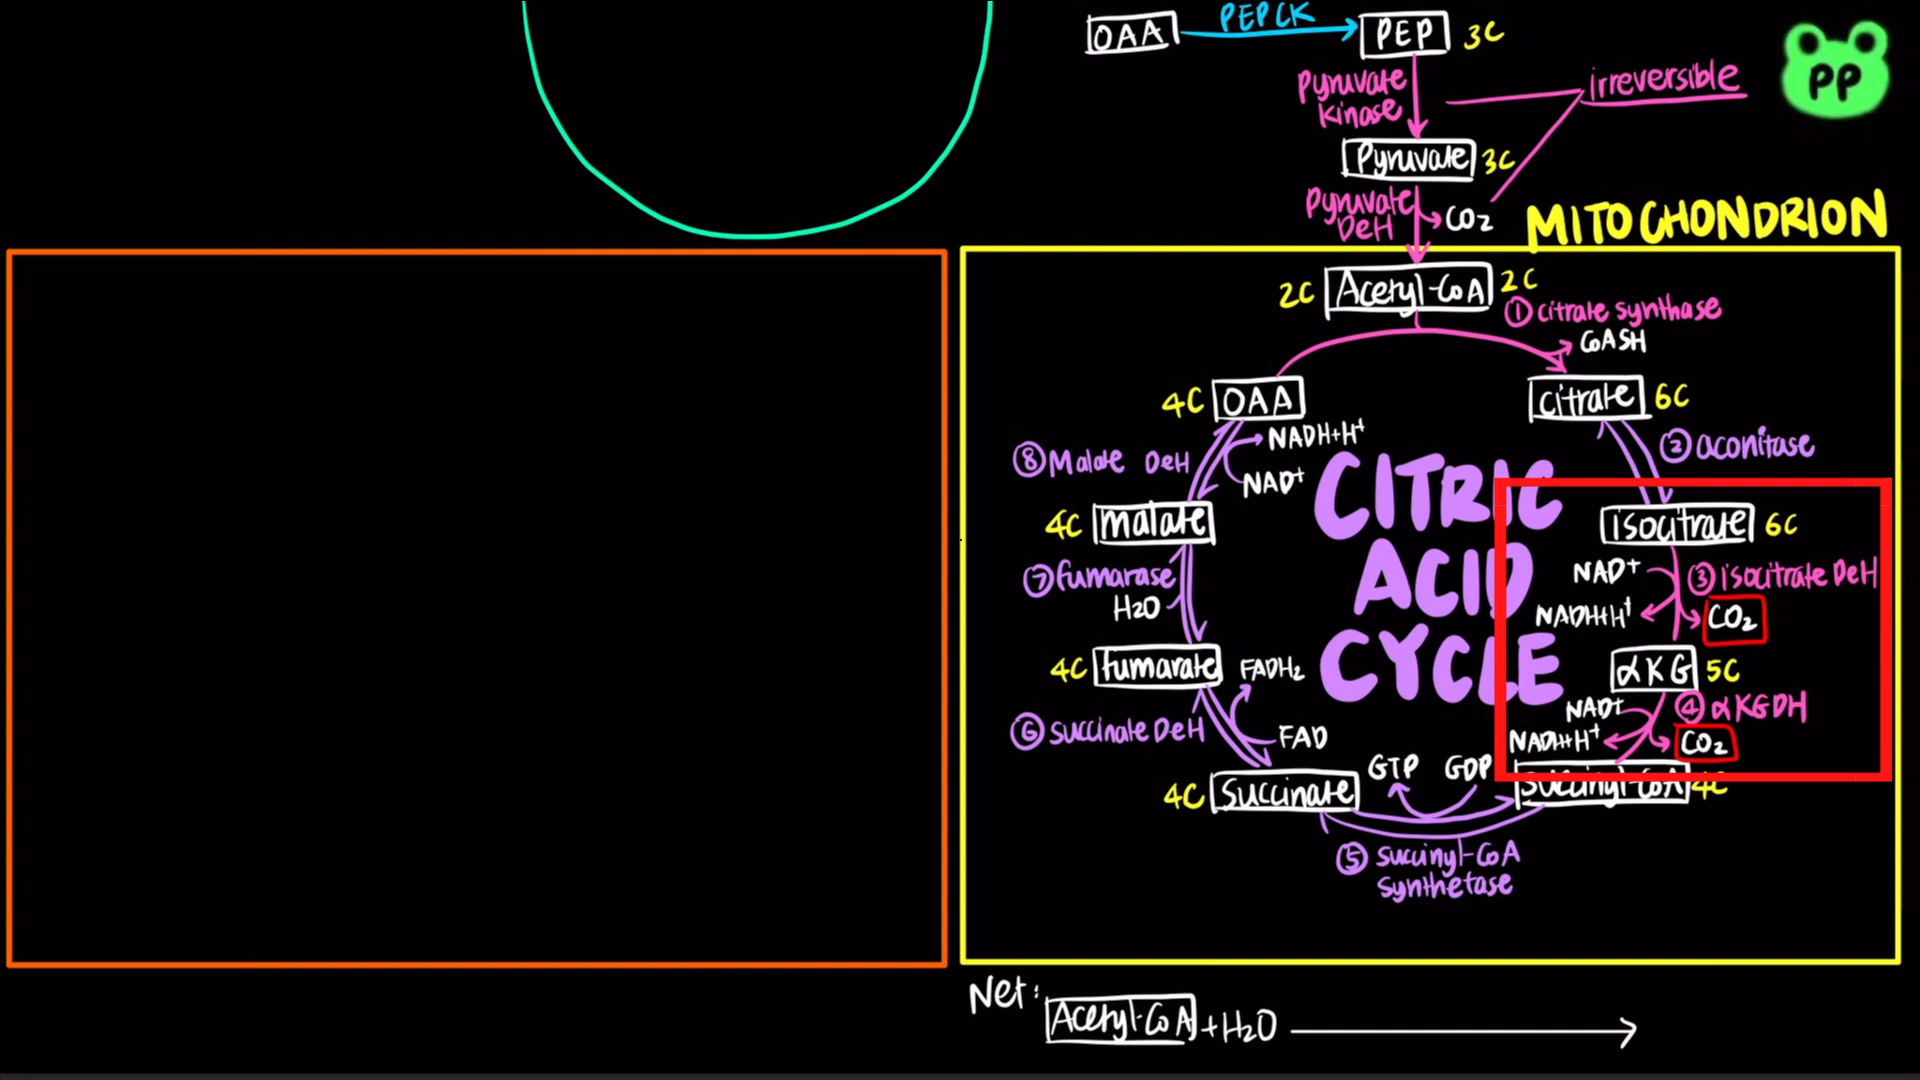 OAA
PEPCK
PEP 3C
PP
Pyruvate
kinase
irreversible
Pyruvate 3C
Pyruvate
DeH
CO2
MITOCHONDRION
2C Acetyl-CoA 2C
① citrate synthase
CoASH
4C OAA
citrate 6C
NADH+H+
② aconitase
⑧ Malate DeH
NAD+
CITRIC
ACID
CYCLE
4C malate
isocitrate 6C
⑦ fumarase
H2O
NAD+
③ isocitrate DeH
NADH+H+
CO2
4C fumarate
FADH2
αKG 5C
⑥ succinate DeH
FAD
NAD+
④ αKGDH
NADH+H+
CO2
GTP GDP
4C Succinate
Succinyl-CoA 4C
⑤ Succinyl-CoA
synthetase
Net:
Acetyl-CoA + H2O